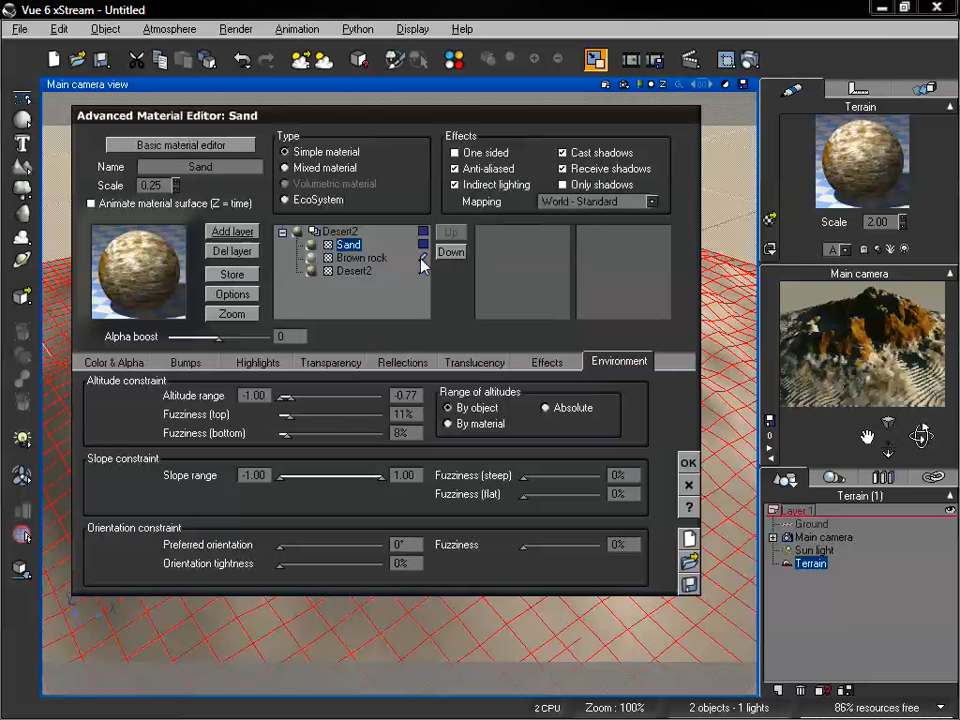 Vue 6 xStream - Untitled
File Edit Object Atmosphere Render Animation Python Display Help
Main camera view
Advanced Material Editor: Sand
Basic material editor
Name Sand
Scale 0.25
Animate material surface (Z = time)
Type
Simple material
Mixed material
Volumetric material
EcoSystem
Effects
One sided Cast shadows
Anti-aliased Receive shadows
Indirect lighting Only shadows
Mapping World - Standard
Add layer
Del layer
Store
Options
Zoom
Desert2
Sand
Brown rock
Desert2
Up
Down
Alpha boost 0
Color & Alpha Bumps Highlights Transparency Reflections Translucency Effects Environment
Altitude constraint
Altitude range -1.00 -0.77
Fuzziness (top) 11%
Fuzziness (bottom) 8%
Range of altitudes
By object Absolute
By material
Slope constraint
Slope range -1.00 1.00 Fuzziness (steep) 0%
Fuzziness (flat) 0%
Orientation constraint
Preferred orientation 0° Fuzziness 0%
Orientation tightness 0%
OK
?
Terrain
Scale 2.00
A
Main camera
0
Terrain (1)
Layer 1
Ground
Main camera
Sun light
Terrain
2 CPU Zoom : 100% 2 objects - 1 lights 86% resources free